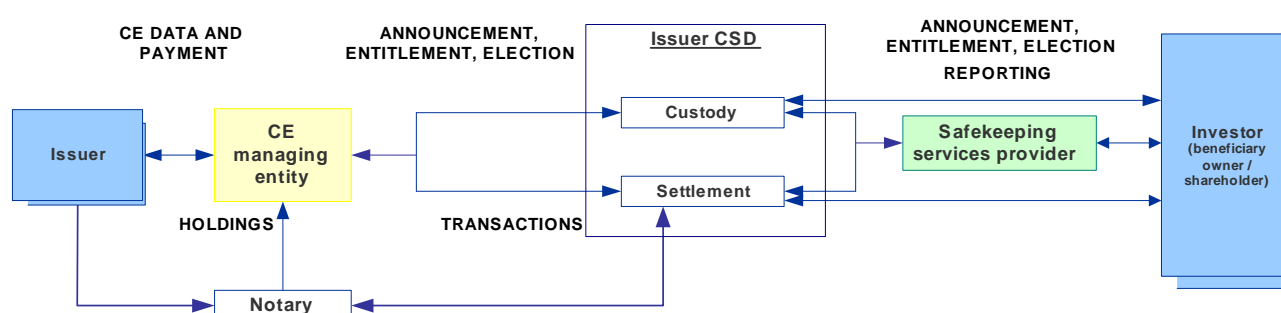 CE DATA AND
PAYMENT
ANNOUNCEMENT,
ENTITLEMENT, ELECTION
Issuer CSD
ANNOUNCEMENT,
ENTITLEMENT, ELECTION
REPORTING
Issuer
CE
managing
entity
Custody
Settlement
Safekeeping
services provider
Investor
(beneficiary
owner /
shareholder)
HOLDINGS
TRANSACTIONS
Notary